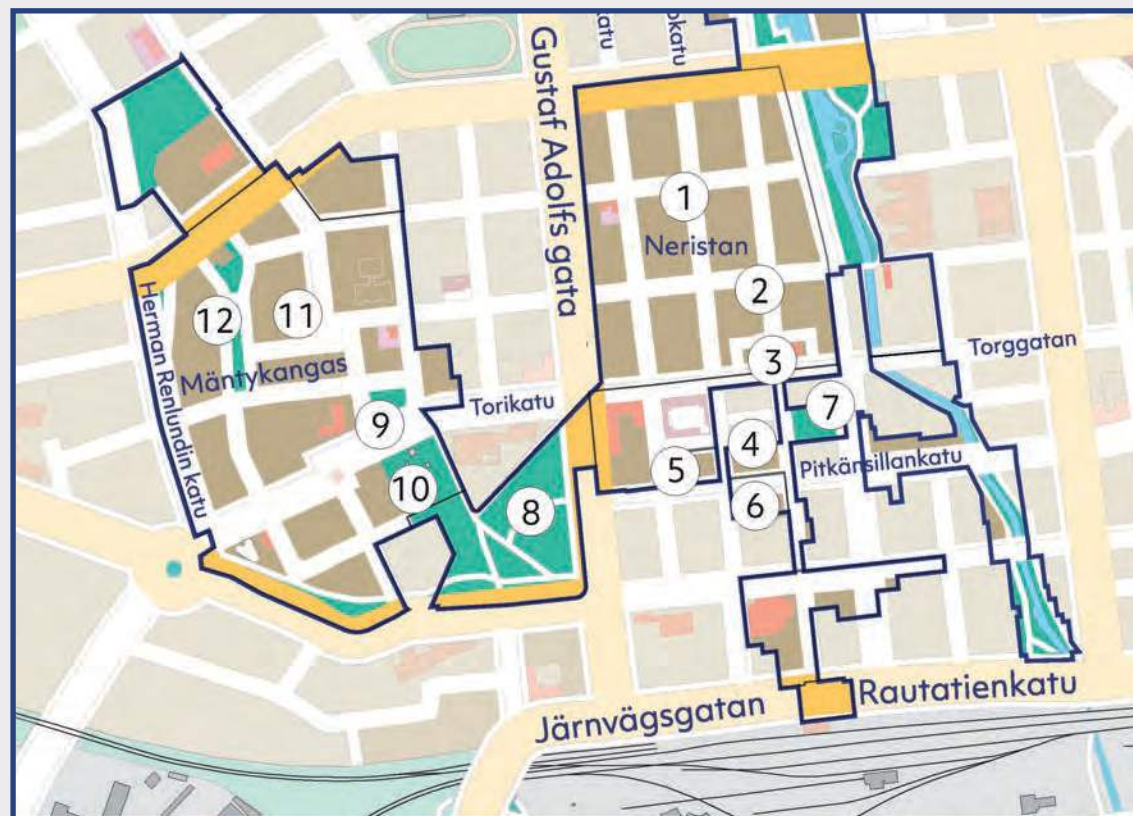 Gustaf Adolfs gata
1
Neristan
2
3
Torggatan
7
4
Pitkänsillankatu
5
6
12
11
Mäntykangas
Herman Renlundin katu
Torikatu
9
10
8
Järnvägsgatan
Rautatienkatu